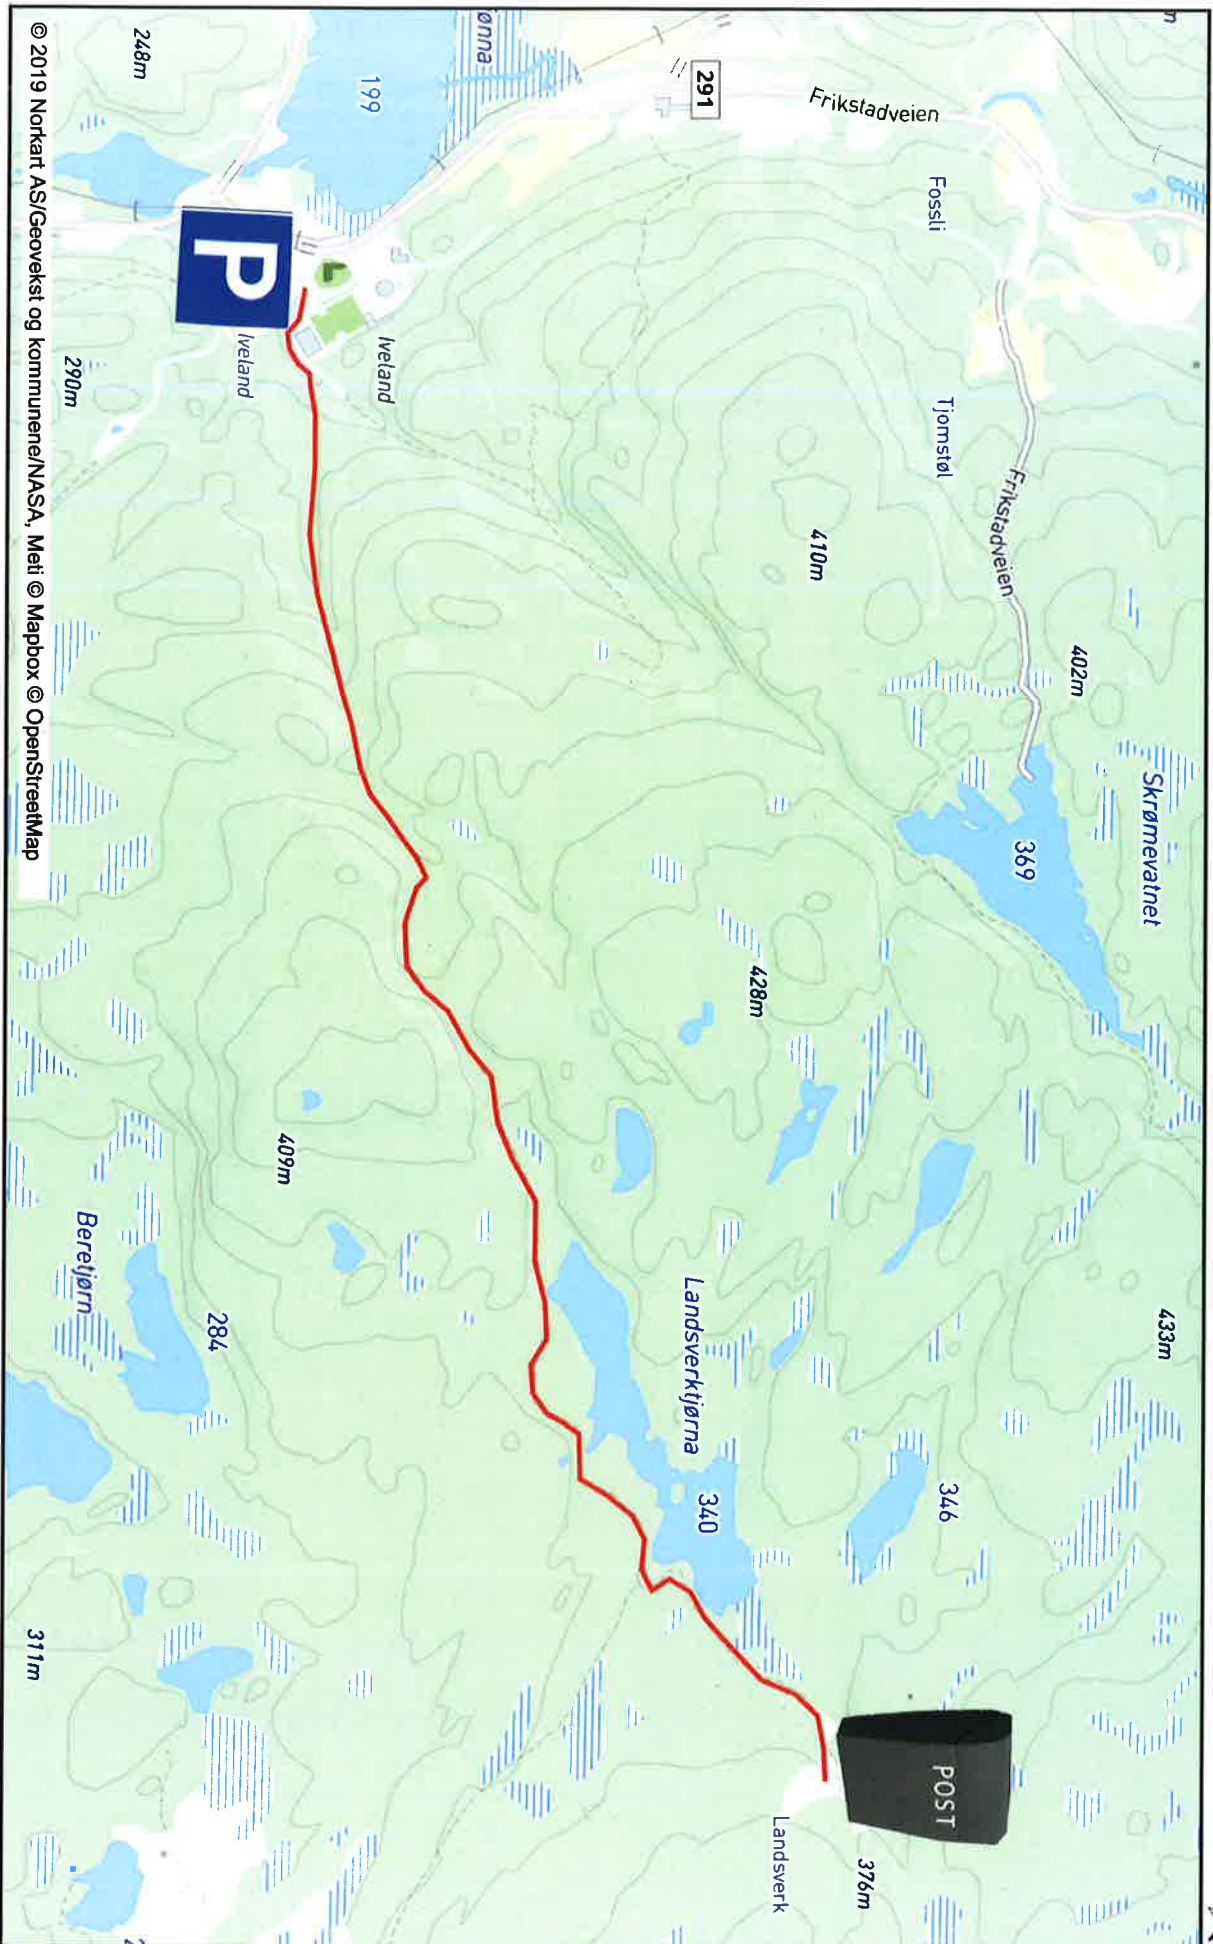 291
Frikstadveien
Fossli
199
ønna
248m
P
Iveland
Iveland
290m
Tjomstøl
Frikstadveien
410m
402m
Skrømevatnet
369
428m
409m
Beretjørn
284
Landsverktjørna
340
346
433m
311m
POST
Landsverk
376m
© 2019 Norkart AS/Geovekst og kommunene/NASA, Meti © Mapbox © OpenStreetMap